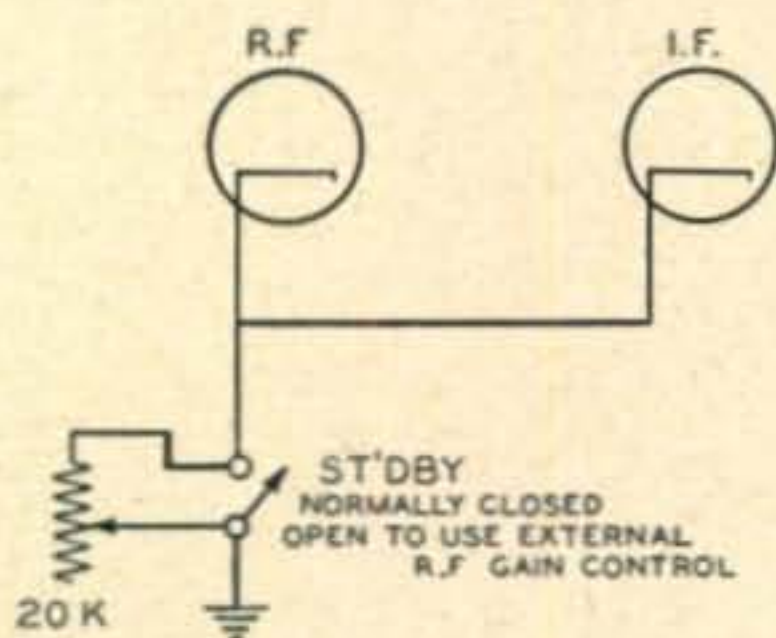 R.F
I.F.
ST'DBY
NORMALLY CLOSED
OPEN TO USE EXTERNAL
R.F GAIN CONTROL
20 K